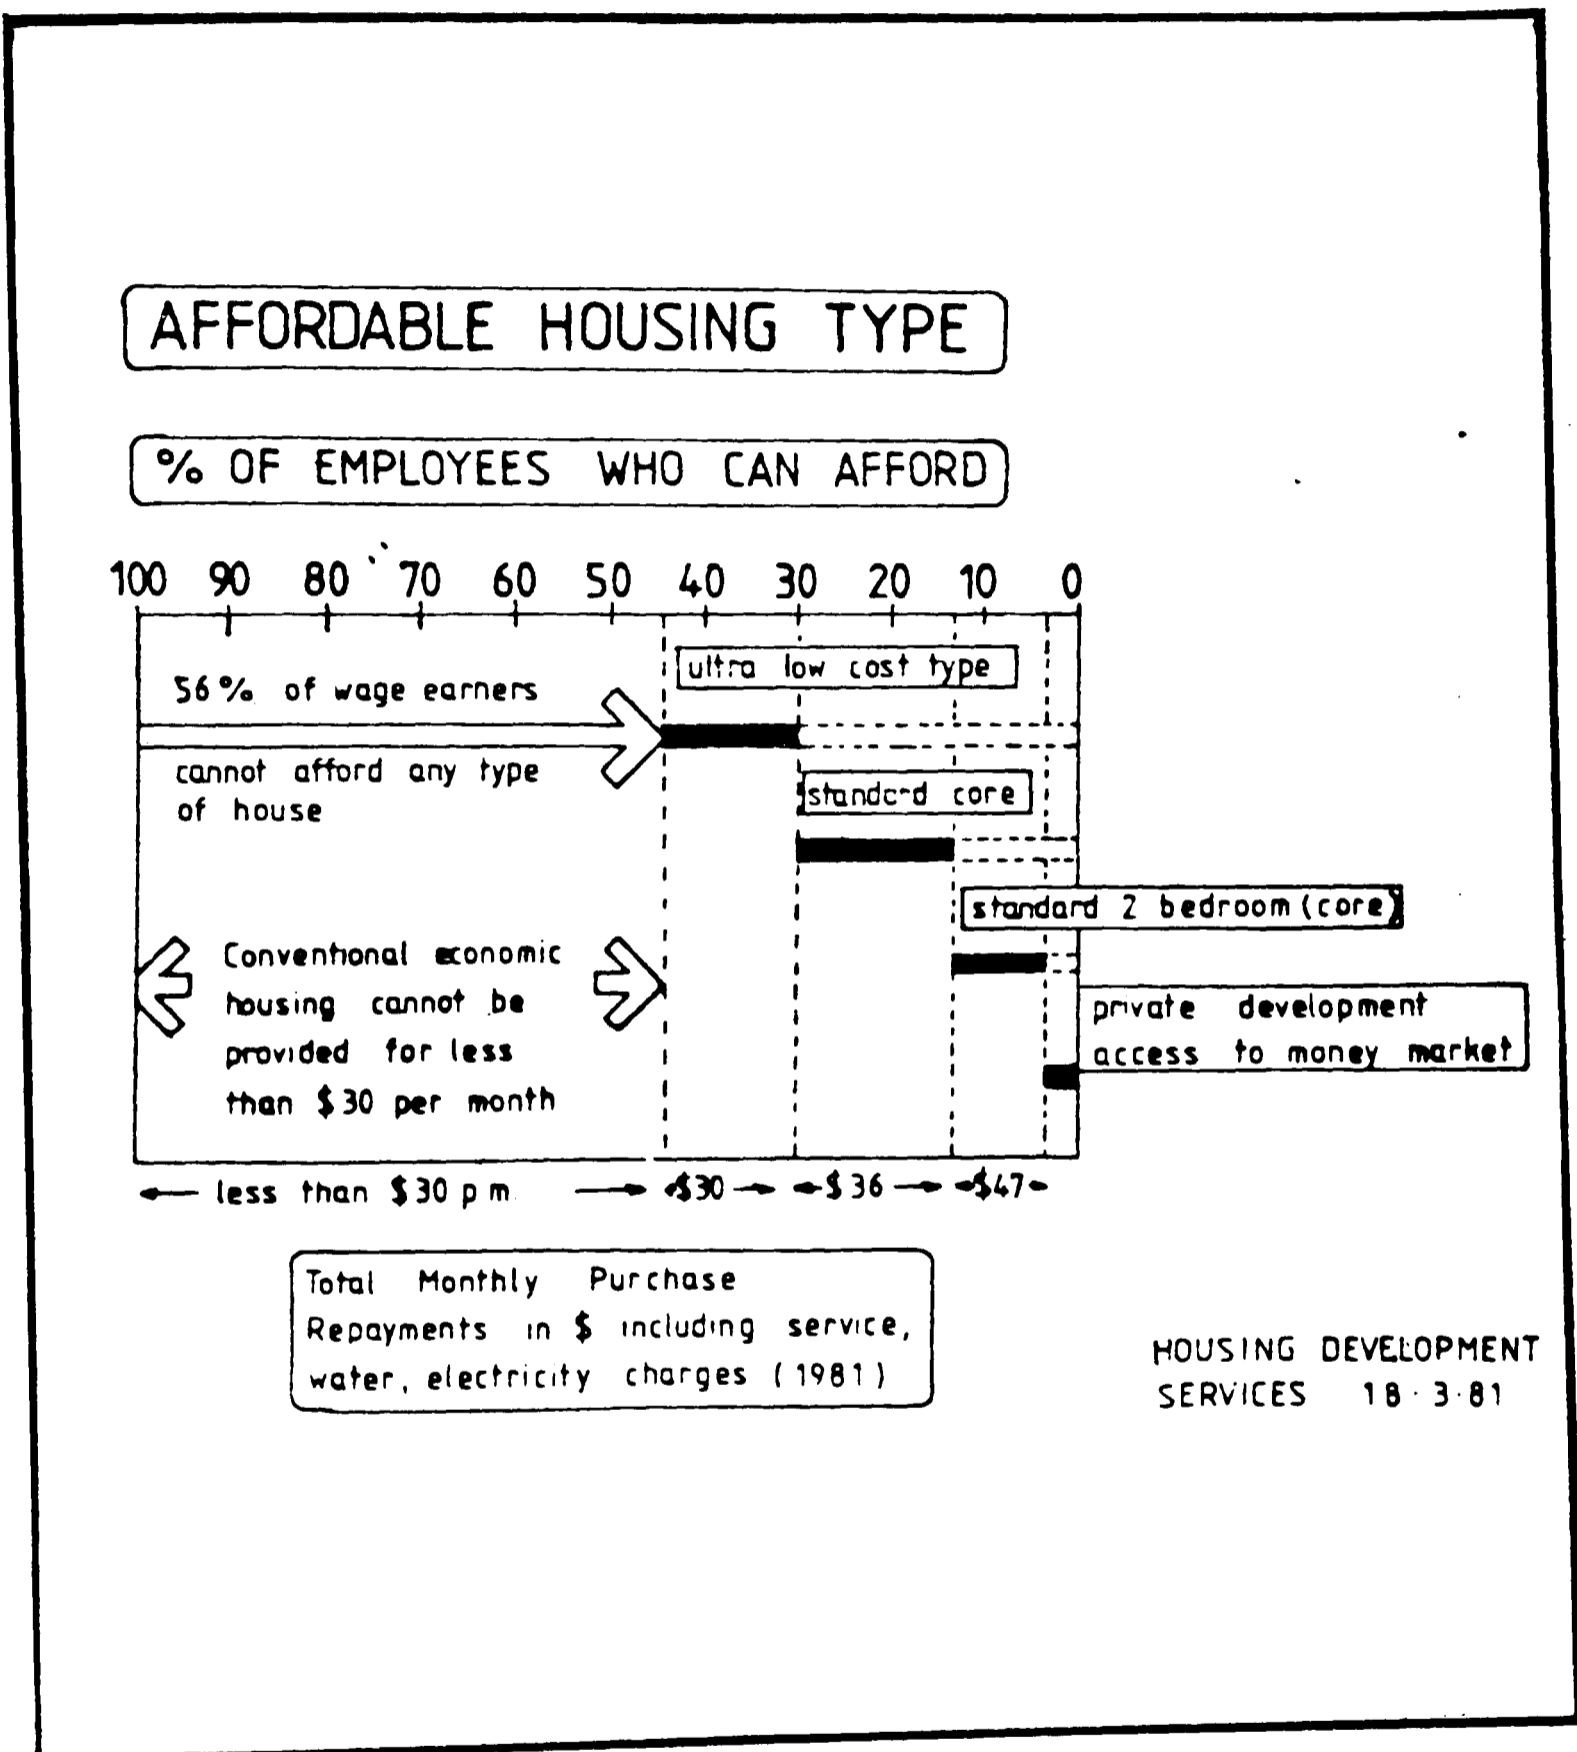 AFFORDABLE HOUSING TYPE
% OF EMPLOYEES WHO CAN AFFORD
100 90 80 70 60 50 40 30 20 10 0
ultra low cost type
56% of wage earners
cannot afford any type
of house
standard core
standard 2 bedroom (core)
Conventional economic
housing cannot be
provided for less
than $30 per month
private development
access to money market
less than $30 p m
$30
$36
$47
Total Monthly Purchase
Repayments in $ including service,
water, electricity charges (1981)
HOUSING DEVELOPMENT
SERVICES 18·3·81